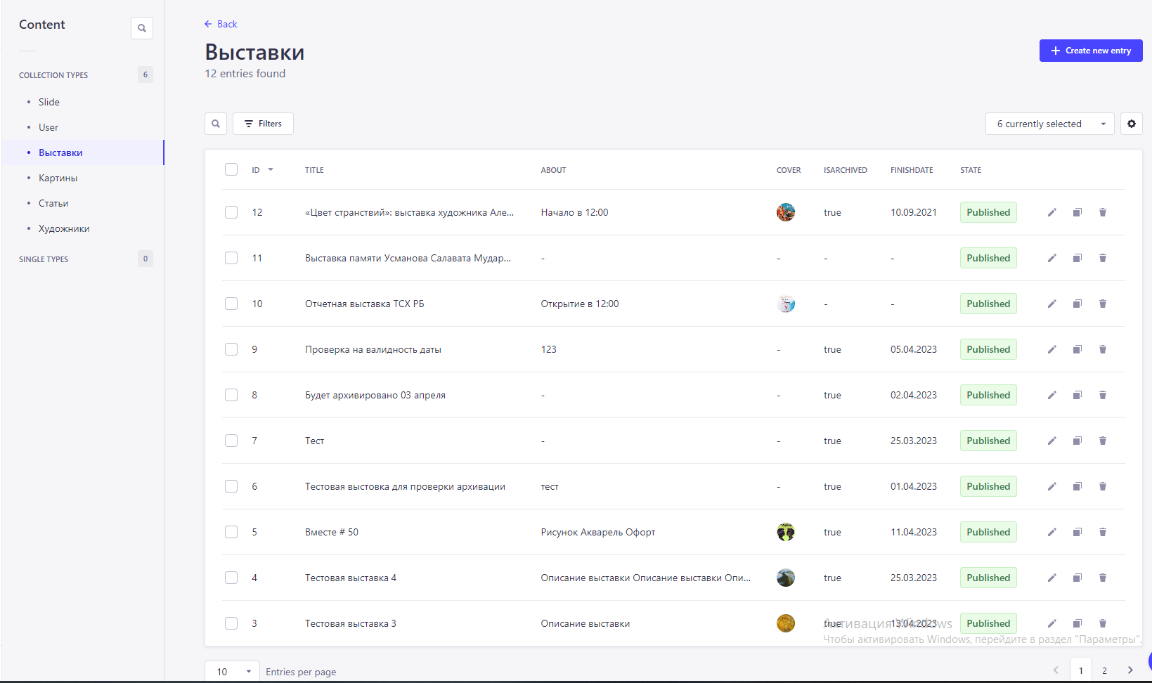 Content
COLLECTION TYPES 6
Slide
User
Выставки
Картины
Статьи
Художники
SINGLE TYPES 0
Back
Выставки
12 entries found
Create new entry
Filters
6 currently selected
ID TITLE ABOUT COVER ISARCHIVED FINISHDATE STATE
12 «Цвет странствий»: выставка художника Але... Начало в 12:00 true 10.09.2021 Published
11 Выставка памяти Усманова Салавата Мудар... - - - - Published
10 Отчетная выставка ТСХ РБ Открытие в 12:00 - - Published
9 Проверка на валидность даты 123 - true 05.04.2023 Published
8 Будет архивировано 03 апреля - - true 02.04.2023 Published
7 Тест - - true 25.03.2023 Published
6 Тестовая выстовка для проверки архивации тест - true 01.04.2023 Published
5 Вместе # 50 Рисунок Акварель Офорт true 11.04.2023 Published
4 Тестовая выставка 4 Описание выставки Описание выставки Опи... true 25.03.2023 Published
3 Тестовая выставка 3 Описание выставки true 13.04.2023 Published
Активация Windows
Чтобы активировать Windows, перейдите в раздел "Параметры".
10 Entries per page
1 2